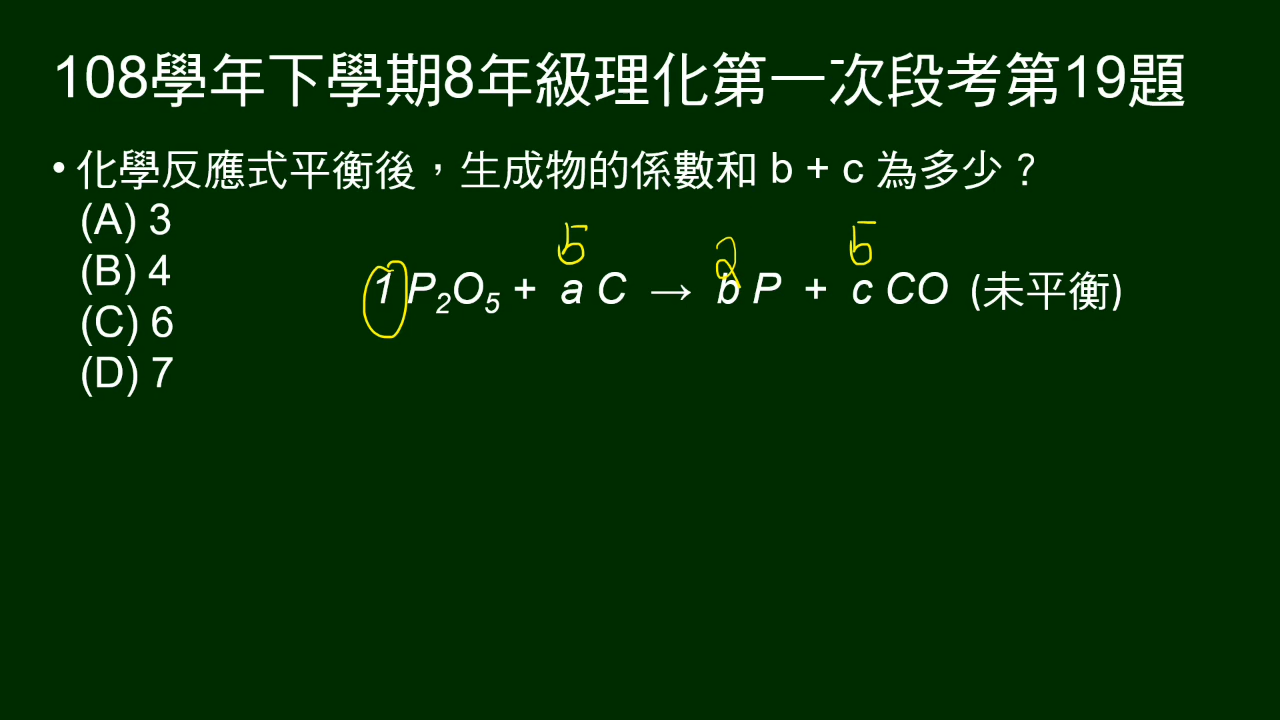 108學年下學期8年級理化第一次段考第19題
• 化學反應式平衡後，生成物的係數和 b + c 為多少？
(A) 3
5 2 5
(B) 4
1 P₂O₅ + a C → b P + c CO (未平衡)
(C) 6
(D) 7